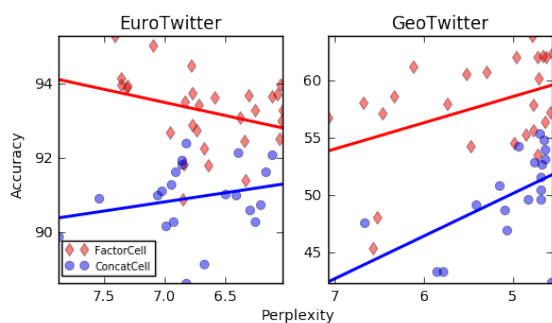 EuroTwitter
GeoTwitter
94
92
90
60
55
50
45
Accuracy
FactorCell
ConcatCell
7.5
7.0
6.5
7
6
5
Perplexity